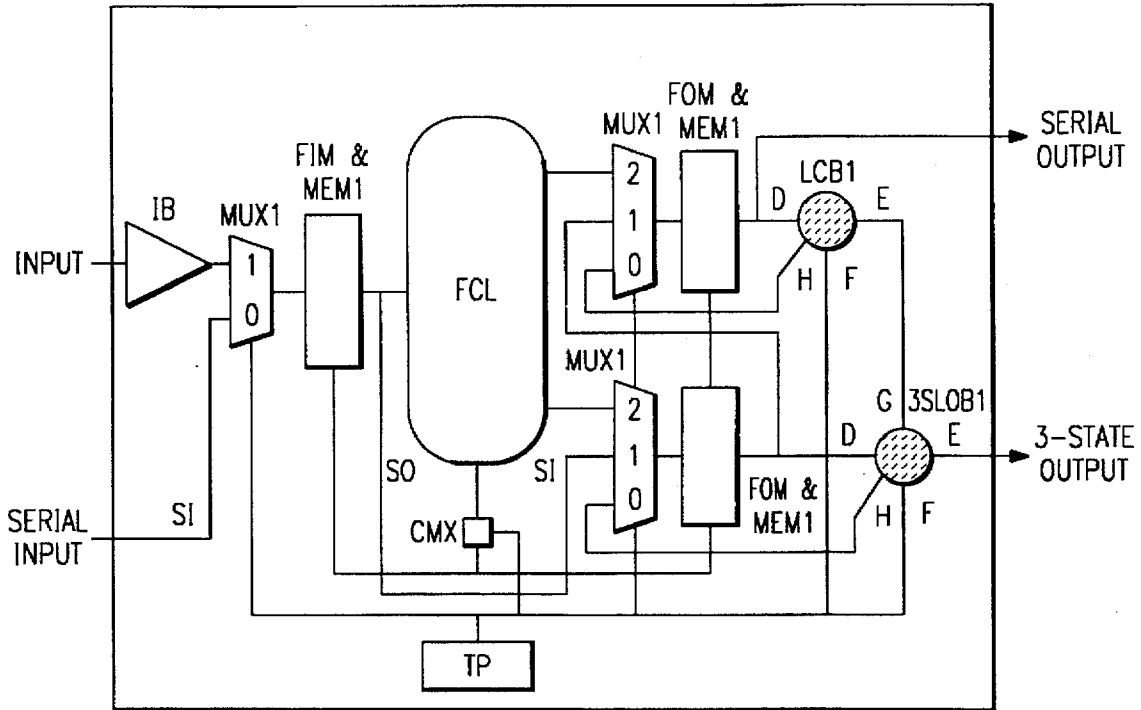 FOM &
MEM1
MUX1
SERIAL
OUTPUT
FIM &
MEM1
FCL
LCB1
IB
MUX1
2
1
0
D
E
INPUT
1
0
H
F
MUX1
2
1
0
G
3SLOB1
D
E
3-STATE
OUTPUT
SO
SI
FOM &
MEM1
H
F
SERIAL
INPUT
SI
CMX
TP